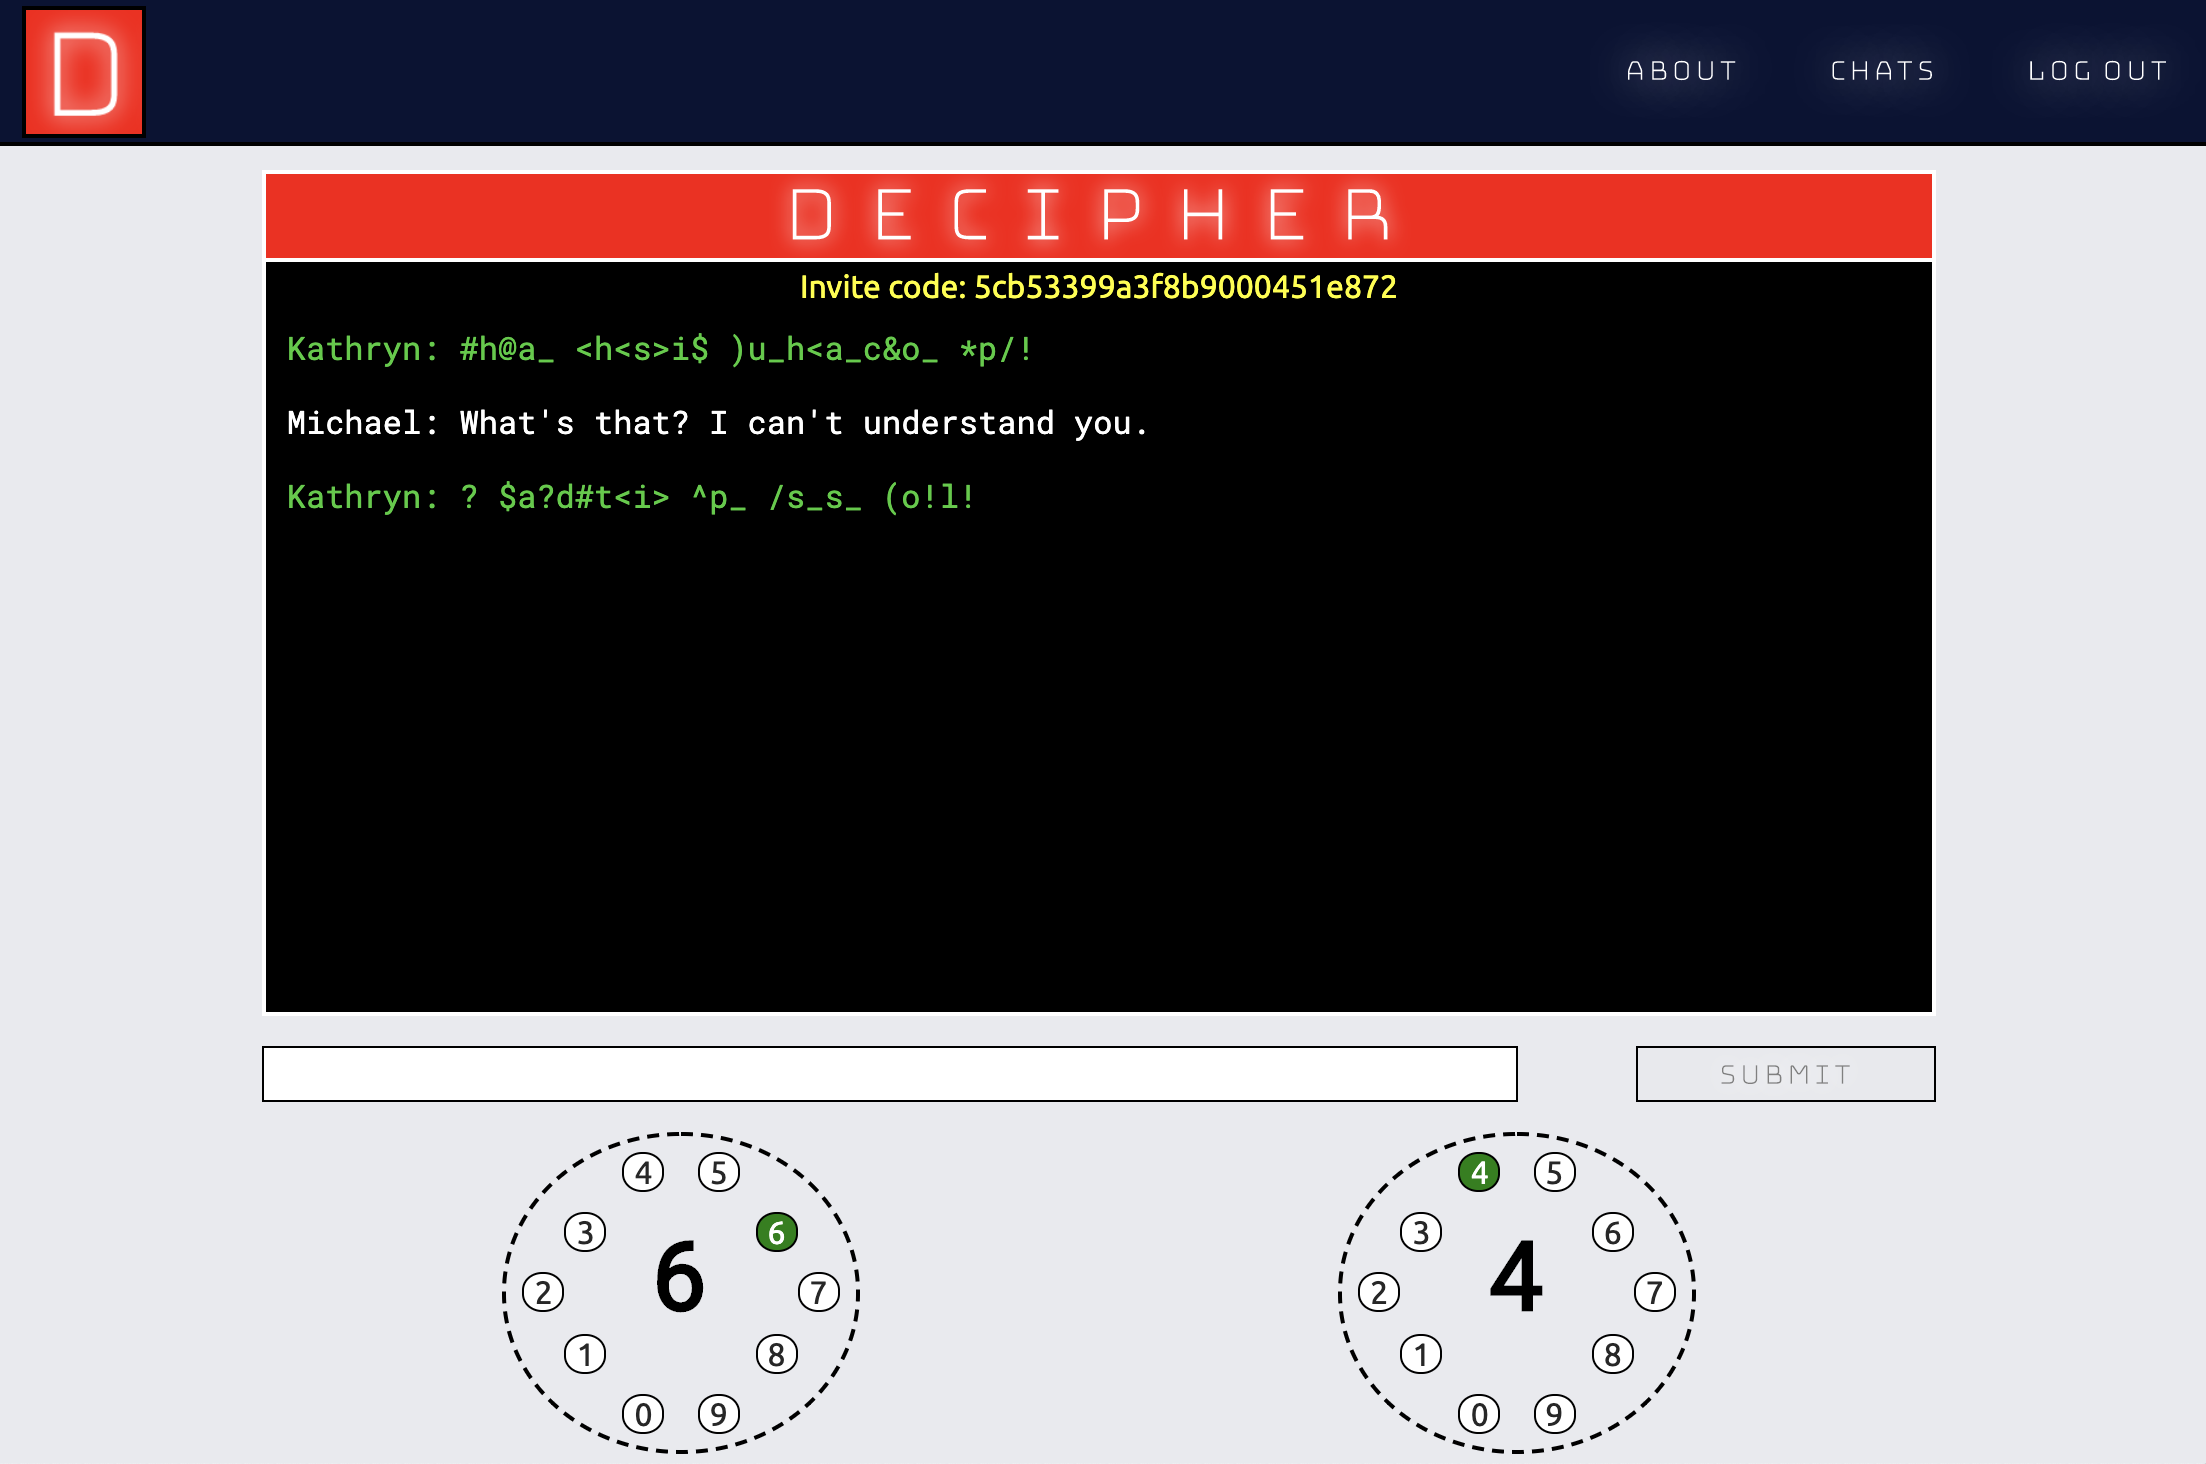 D
ABOUT CHATS LOG OUT
DECIPHER
Invite code: 5cb53399a3f8b9000451e872
Kathryn: #h@a_ <h<s>i$ )u_h<a_c&o_ *p/!
Michael: What's that? I can't understand you.
Kathryn: ? $a?d#t<i> ^p_ /s_s_ (o!l!
SUBMIT
4 5
3 6
6
2 7
1 8
0 9
4 5
3 6
4
2 7
1 8
0 9